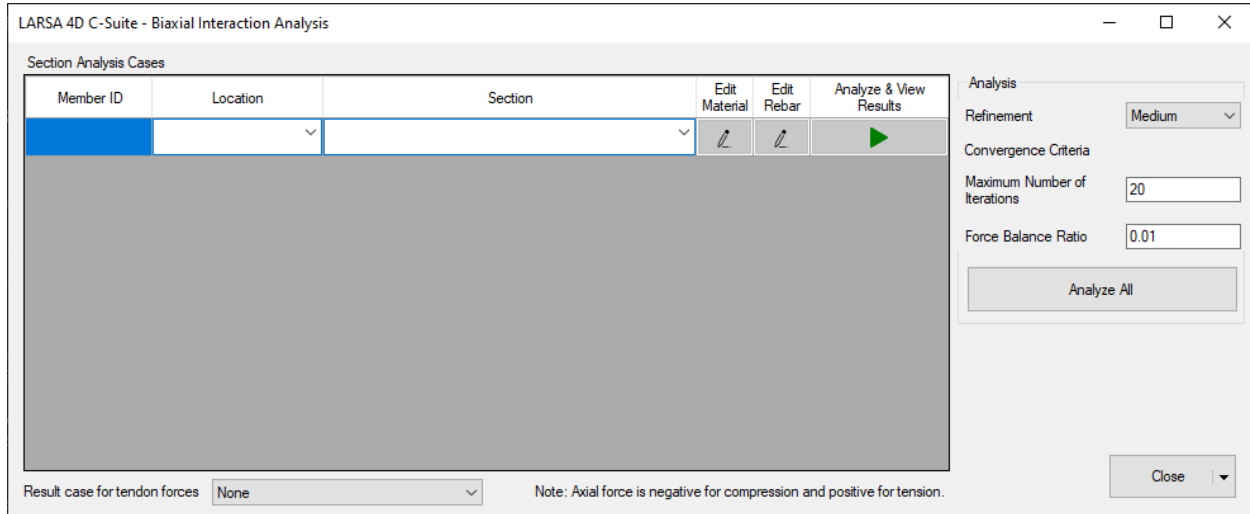 LARSA 4D C-Suite - Biaxial Interaction Analysis
Section Analysis Cases
Member ID
Location
Section
Edit
Material
Edit
Rebar
Analyze & View
Results
Analysis
Refinement
Medium
Convergence Criteria
Maximum Number of
Iterations
20
Force Balance Ratio
0.01
Analyze All
Result case for tendon forces
None
Note: Axial force is negative for compression and positive for tension.
Close